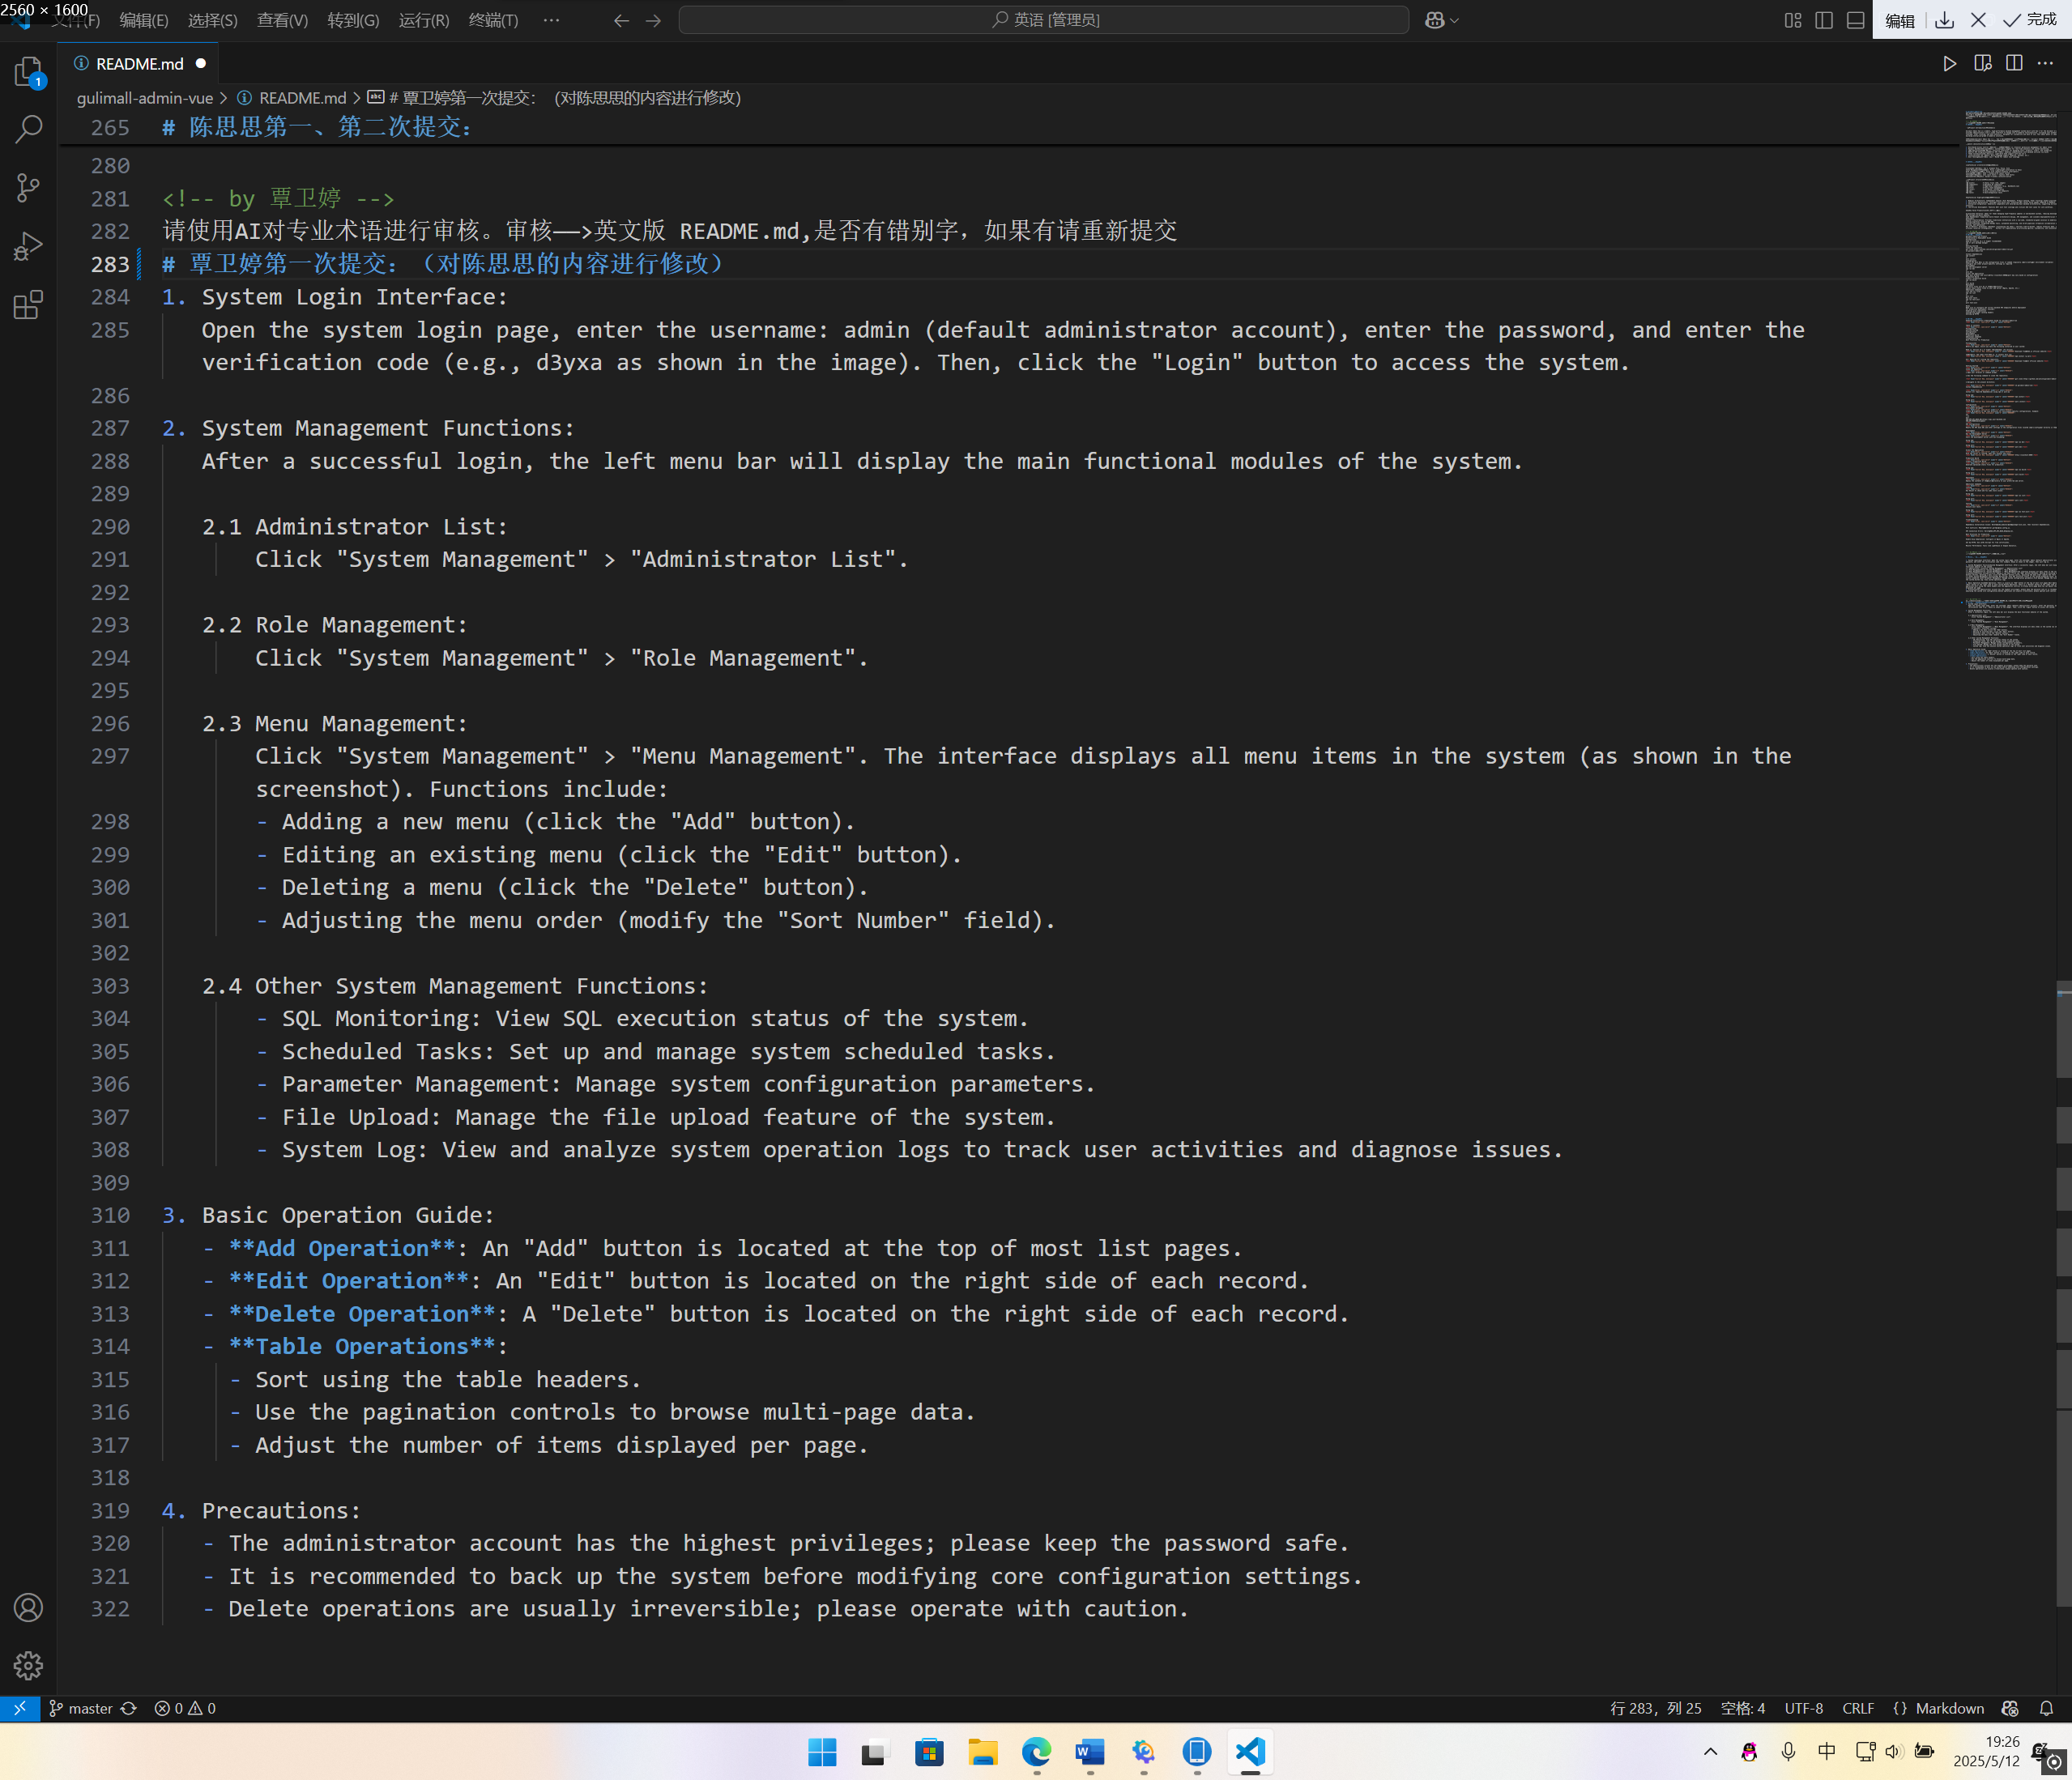 2560 × 1600
文件(F) 编辑(E) 选择(S) 查看(V) 转到(G) 运行(R) 终端(T) ···
英语 [管理员]
编辑 完成
README.md
1
gulimall-admin-vue > README.md > # 覃卫婷第一次提交：（对陈思思的内容进行修改）
265 # 陈思思第一、第二次提交：
280
281 <!-- by 覃卫婷 -->
282 请使用AI对专业术语进行审核。审核——>英文版 README.md,是否有错别字，如果有请重新提交
283 # 覃卫婷第一次提交：（对陈思思的内容进行修改）
284 1. System Login Interface:
285 Open the system login page, enter the username: admin (default administrator account), enter the password, and enter the
verification code (e.g., d3yxa as shown in the image). Then, click the "Login" button to access the system.
286
287 2. System Management Functions:
288 After a successful login, the left menu bar will display the main functional modules of the system.
289
290 2.1 Administrator List:
291 Click "System Management" > "Administrator List".
292
293 2.2 Role Management:
294 Click "System Management" > "Role Management".
295
296 2.3 Menu Management:
297 Click "System Management" > "Menu Management". The interface displays all menu items in the system (as shown in the
screenshot). Functions include:
298 - Adding a new menu (click the "Add" button).
299 - Editing an existing menu (click the "Edit" button).
300 - Deleting a menu (click the "Delete" button).
301 - Adjusting the menu order (modify the "Sort Number" field).
302
303 2.4 Other System Management Functions:
304 - SQL Monitoring: View SQL execution status of the system.
305 - Scheduled Tasks: Set up and manage system scheduled tasks.
306 - Parameter Management: Manage system configuration parameters.
307 - File Upload: Manage the file upload feature of the system.
308 - System Log: View and analyze system operation logs to track user activities and diagnose issues.
309
310 3. Basic Operation Guide:
311 - **Add Operation**: An "Add" button is located at the top of most list pages.
312 - **Edit Operation**: An "Edit" button is located on the right side of each record.
313 - **Delete Operation**: A "Delete" button is located on the right side of each record.
314 - **Table Operations**:
315 - Sort using the table headers.
316 - Use the pagination controls to browse multi-page data.
317 - Adjust the number of items displayed per page.
318
319 4. Precautions:
320 - The administrator account has the highest privileges; please keep the password safe.
321 - It is recommended to back up the system before modifying core configuration settings.
322 - Delete operations are usually irreversible; please operate with caution.
master 0 0 行 283，列 25 空格: 4 UTF-8 CRLF {} Markdown
中
19:26
2025/5/12